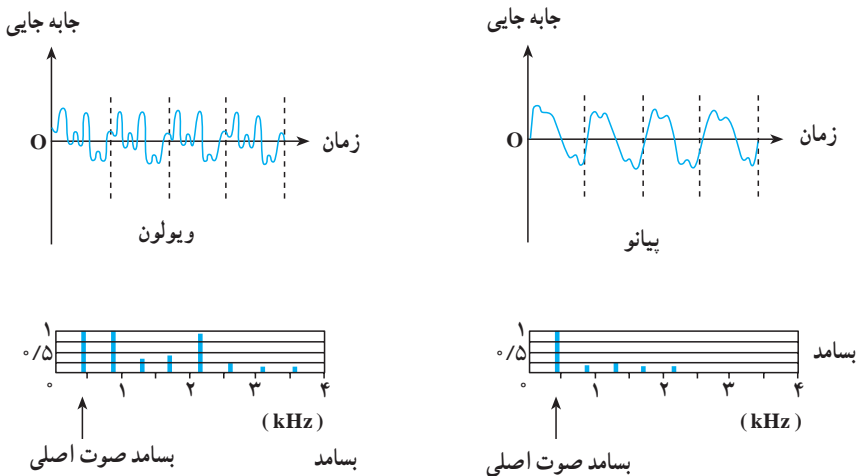 جابه جایی
O
زمان
ویولون
جابه جایی
O
زمان
پیانو
۱
۰/۵
۰ ۱ ۲ ۳ ۴
(kHz)
بسامد صوت اصلی
بسامد
۱
۰/۵
۰ ۱ ۲ ۳ ۴
(kHz)
بسامد صوت اصلی
بسامد